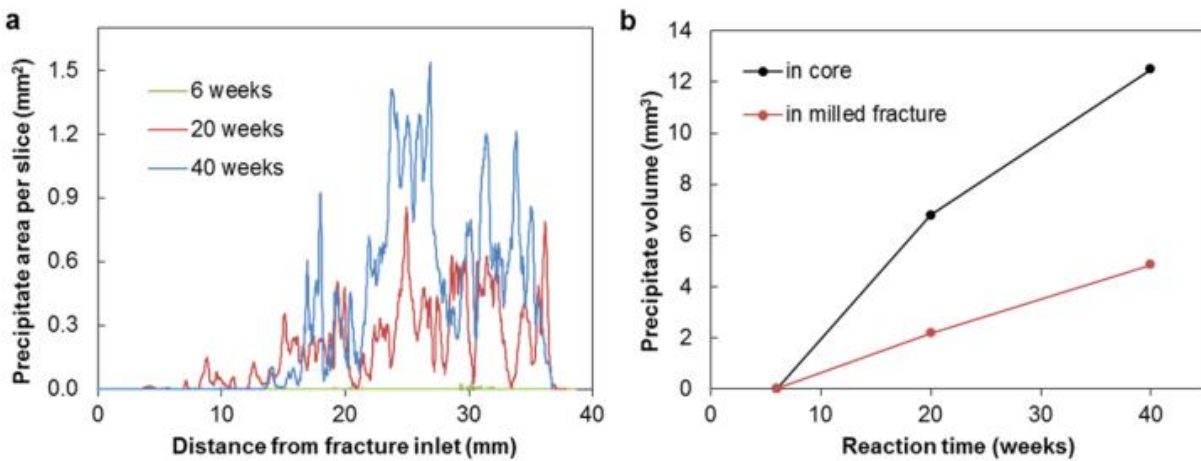 a
Precipitate area per slice (mm²)
1.5
1.2
0.9
0.6
0.3
0.0
6 weeks
20 weeks
40 weeks
0
10
20
30
40
Distance from fracture inlet (mm)
b
Precipitate volume (mm³)
14
12
10
8
6
4
2
0
in core
in milled fracture
0
10
20
30
40
Reaction time (weeks)